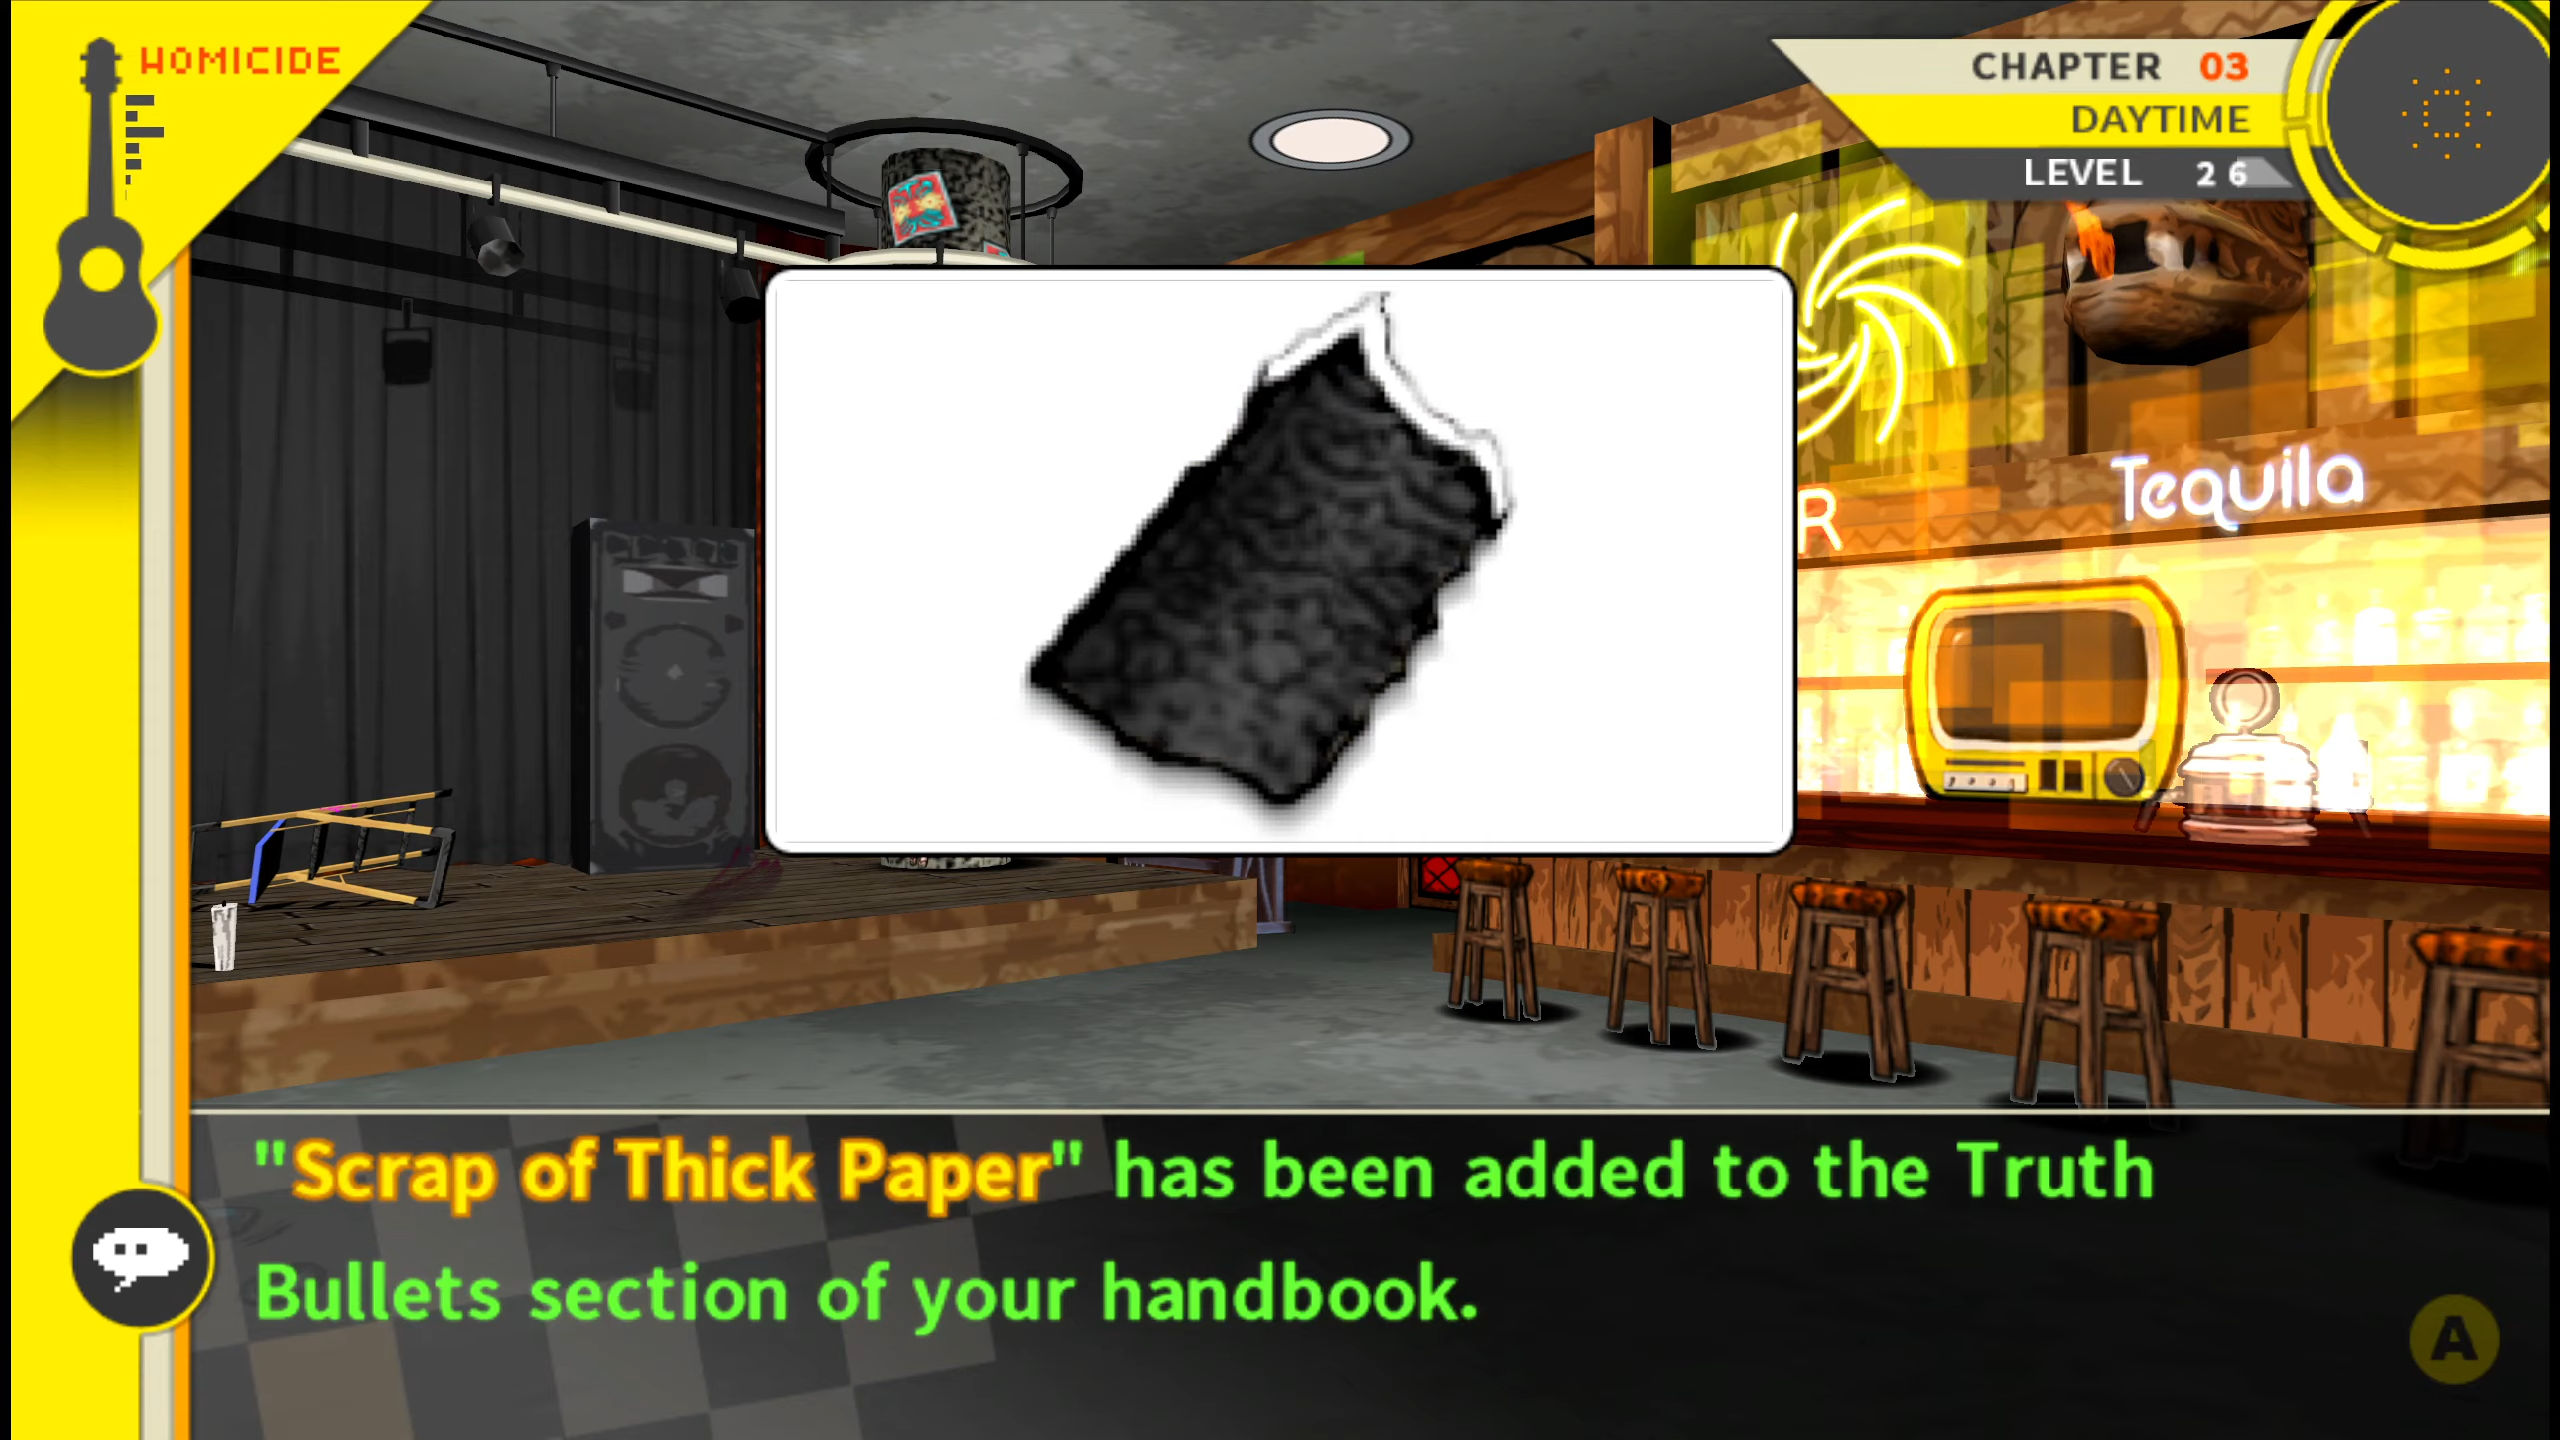 HOMICIDE
CHAPTER 03
DAYTIME
LEVEL 26
R
Tequila
"Scrap of Thick Paper" has been added to the Truth
Bullets section of your handbook.
A